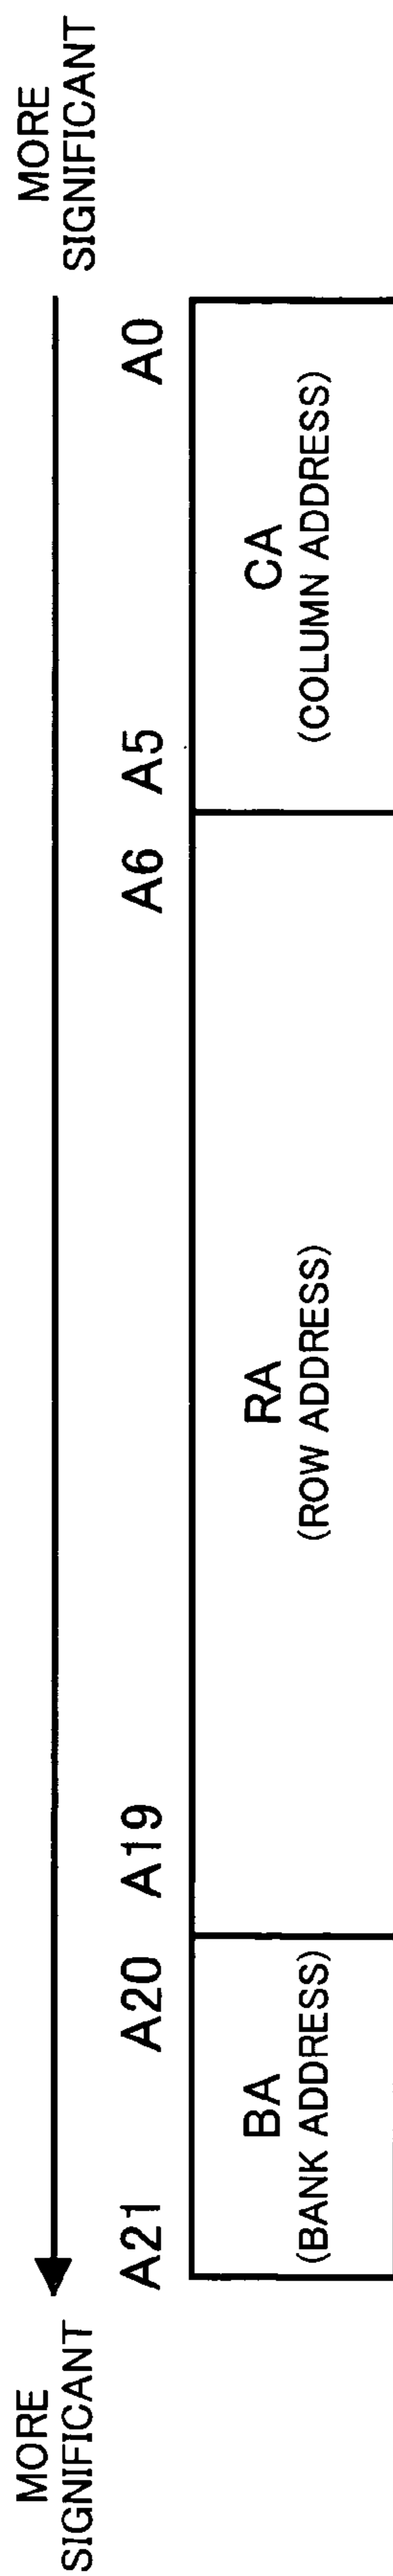 MORE
SIGNIFICANT
MORE
SIGNIFICANT
A21 A20 A19 A6 A5 A0
BA
(BANK ADDRESS)
RA
(ROW ADDRESS)
CA
(COLUMN ADDRESS)